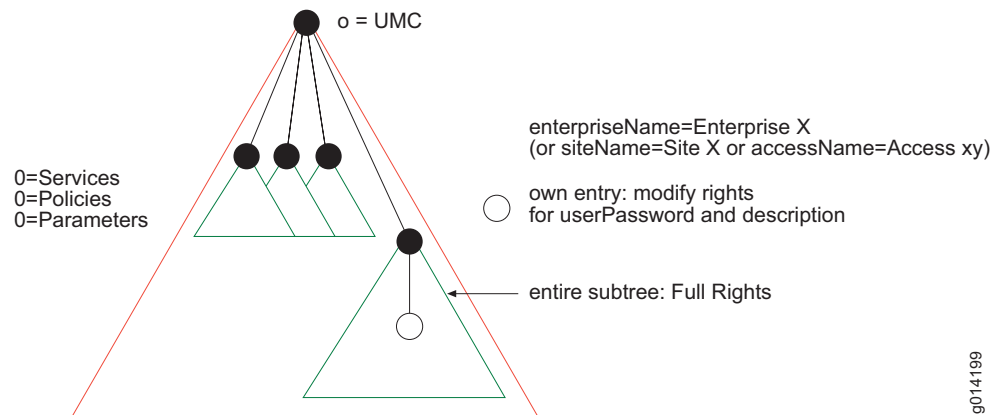 o = UMC
enterpriseName=Enterprise X
(or siteName=Site X or accessName=Access xy)
0=Services
0=Policies
0=Parameters
own entry: modify rights
for userPassword and description
entire subtree: Full Rights
g014199